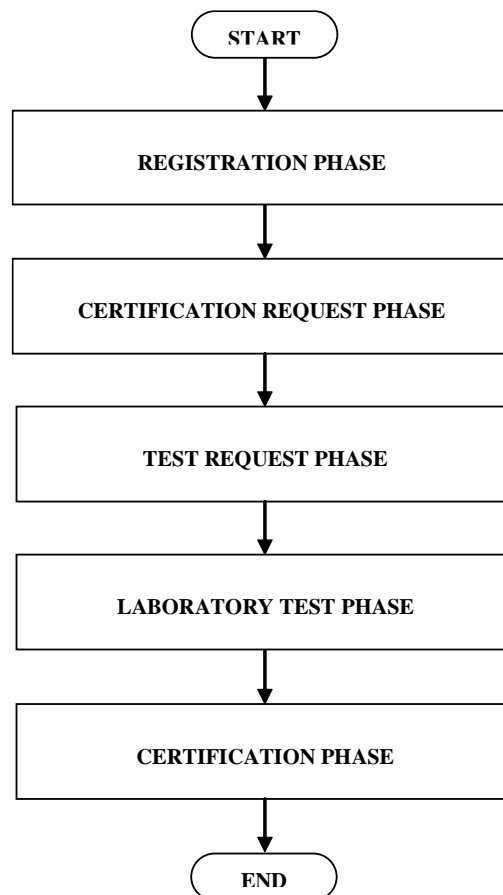 START
REGISTRATION PHASE
CERTIFICATION REQUEST PHASE
TEST REQUEST PHASE
LABORATORY TEST PHASE
CERTIFICATION PHASE
END